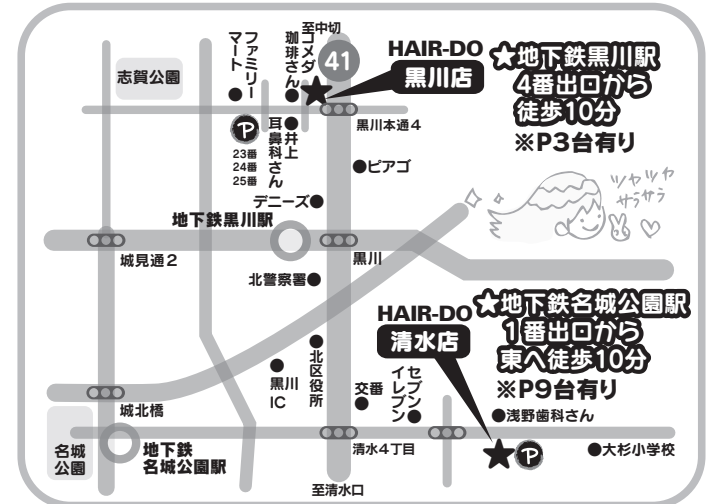 至中切
ファミリーマート
コメダ珈琲さん
41
HAIR-DO
黒川店
★地下鉄黒川駅
4番出口から
徒歩10分
※P3台有り
志賀公園
P
23番
24番
25番
井上耳鼻科さん
黒川本通4
ピアゴ
デニーズ
ツヤツヤ
サラサラ
地下鉄黒川駅
城見通2
黒川
北警察署
HAIR-DO
清水店
★地下鉄名城公園駅
1番出口から
東へ徒歩10分
※P9台有り
北区役所
黒川
IC
交番
セブンイレブン
城北橋
浅野歯科さん
名城
公園
地下鉄
名城公園駅
清水4丁目
P
大杉小学校
至清水口